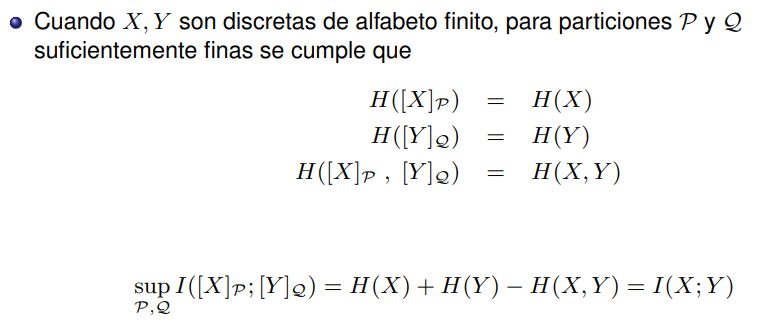 Cuando X, Y son discretas de alfabeto finito, para particiones 𝒫 y 𝒬
suficientemente finas se cumple que
H([X]_𝒫) = H(X)
H([Y]_𝒬) = H(Y)
H([X]_𝒫 , [Y]_𝒬) = H(X, Y)
sup_{𝒫,𝒬} I([X]_𝒫; [Y]_𝒬) = H(X) + H(Y) − H(X, Y) = I(X; Y)